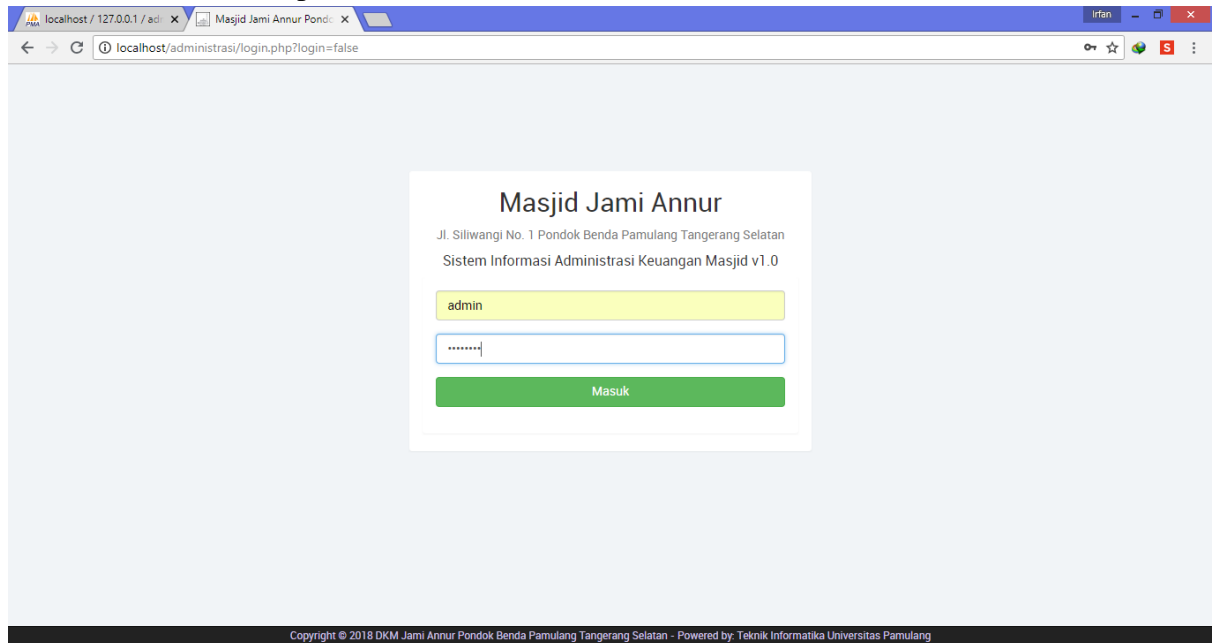 localhost / 127.0.0.1 / adr
Masjid Jami Annur Pondo
Irfan
localhost/administrasi/login.php?login=false
Masjid Jami Annur
Jl. Siliwangi No. 1 Pondok Benda Pamulang Tangerang Selatan
Sistem Informasi Administrasi Keuangan Masjid v1.0
admin
••••••••
Masuk
Copyright © 2018 DKM Jami Annur Pondok Benda Pamulang Tangerang Selatan - Powered by: Teknik Informatika Universitas Pamulang